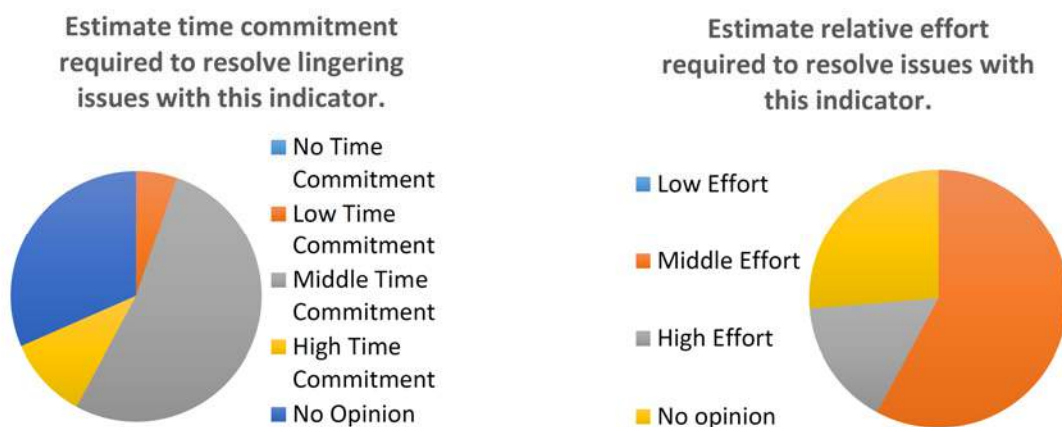 Estimate time commitment
required to resolve lingering
issues with this indicator.
No Time
Commitment
Low Time
Commitment
Middle Time
Commitment
High Time
Commitment
No Opinion
Estimate relative effort
required to resolve issues with
this indicator.
Low Effort
Middle Effort
High Effort
No opinion